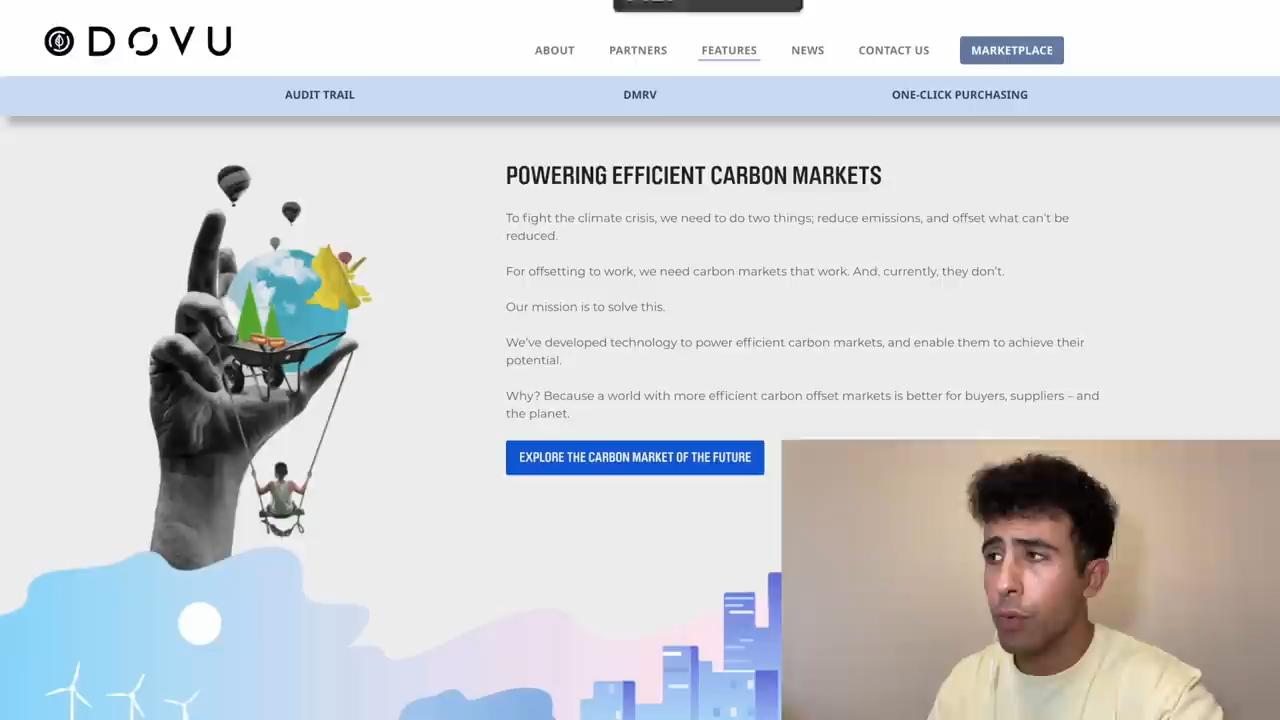 DOVU
ABOUT
PARTNERS
FEATURES
NEWS
CONTACT US
MARKETPLACE
AUDIT TRAIL
DMRV
ONE-CLICK PURCHASING
POWERING EFFICIENT CARBON MARKETS
To fight the climate crisis, we need to do two things; reduce emissions, and offset what can't be
reduced.
For offsetting to work, we need carbon markets that work. And, currently, they don't.
Our mission is to solve this.
We've developed technology to power efficient carbon markets, and enable them to achieve their
potential.
Why? Because a world with more efficient carbon offset markets is better for buyers, suppliers – and
the planet.
EXPLORE THE CARBON MARKET OF THE FUTURE